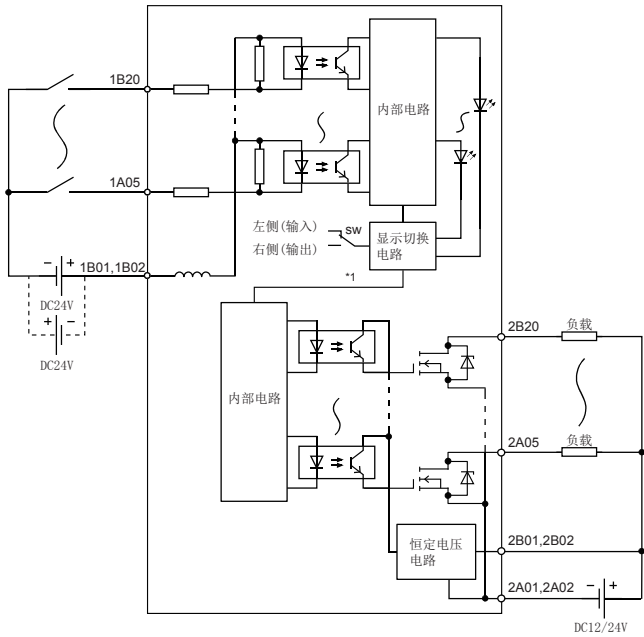 1B20
内部电路
1A05
左侧(输入)
SW
右侧(输出)
显示切换
电路
− +
1B01,1B02
DC24V
*1
+ −
DC24V
2B20
负载
内部电路
2A05
负载
恒定电压
电路
2B01,2B02
2A01,2A02
− +
DC12/24V